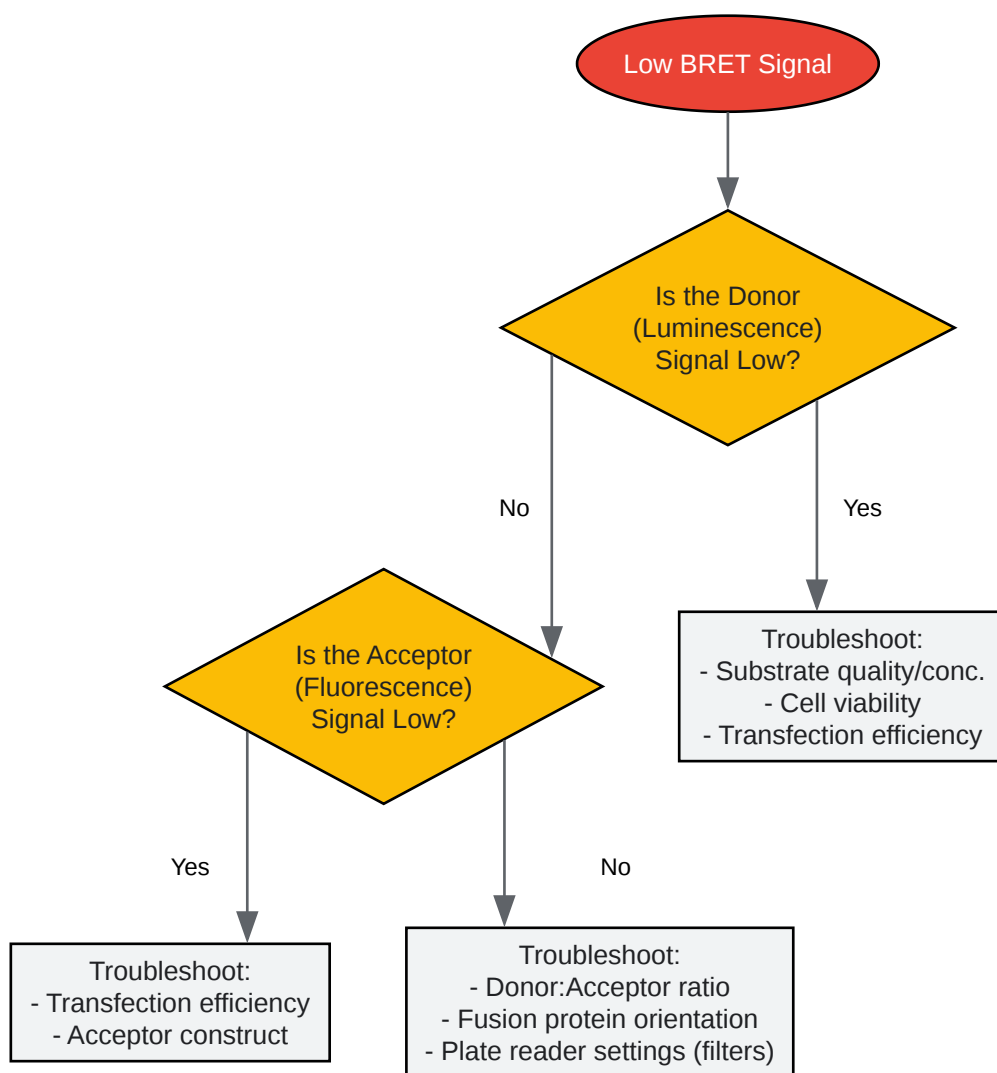 Low BRET Signal
Is the Donor
(Luminescence)
Signal Low?
No
Yes
Is the Acceptor
(Fluorescence)
Signal Low?
Troubleshoot:
- Substrate quality/conc.
- Cell viability
- Transfection efficiency
Yes
No
Troubleshoot:
- Transfection efficiency
- Acceptor construct
Troubleshoot:
- Donor:Acceptor ratio
- Fusion protein orientation
- Plate reader settings (filters)